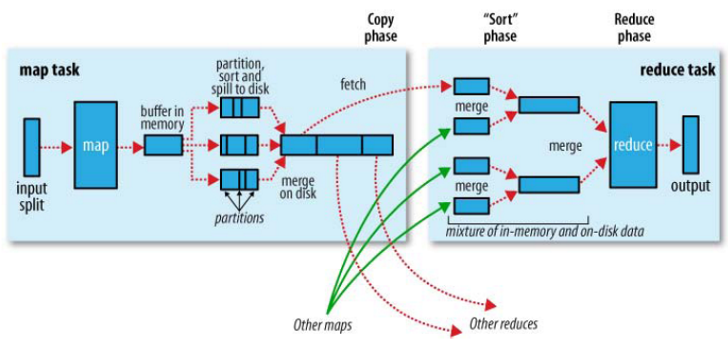 Copy
phase
"Sort"
phase
Reduce
phase
map task
partition,
sort and
spill to disk
fetch
reduce task
buffer in
memory
map
merge
merge
reduce
input
split
merge
on disk
merge
output
partitions
mixture of in-memory and on-disk data
Other maps
Other reduces